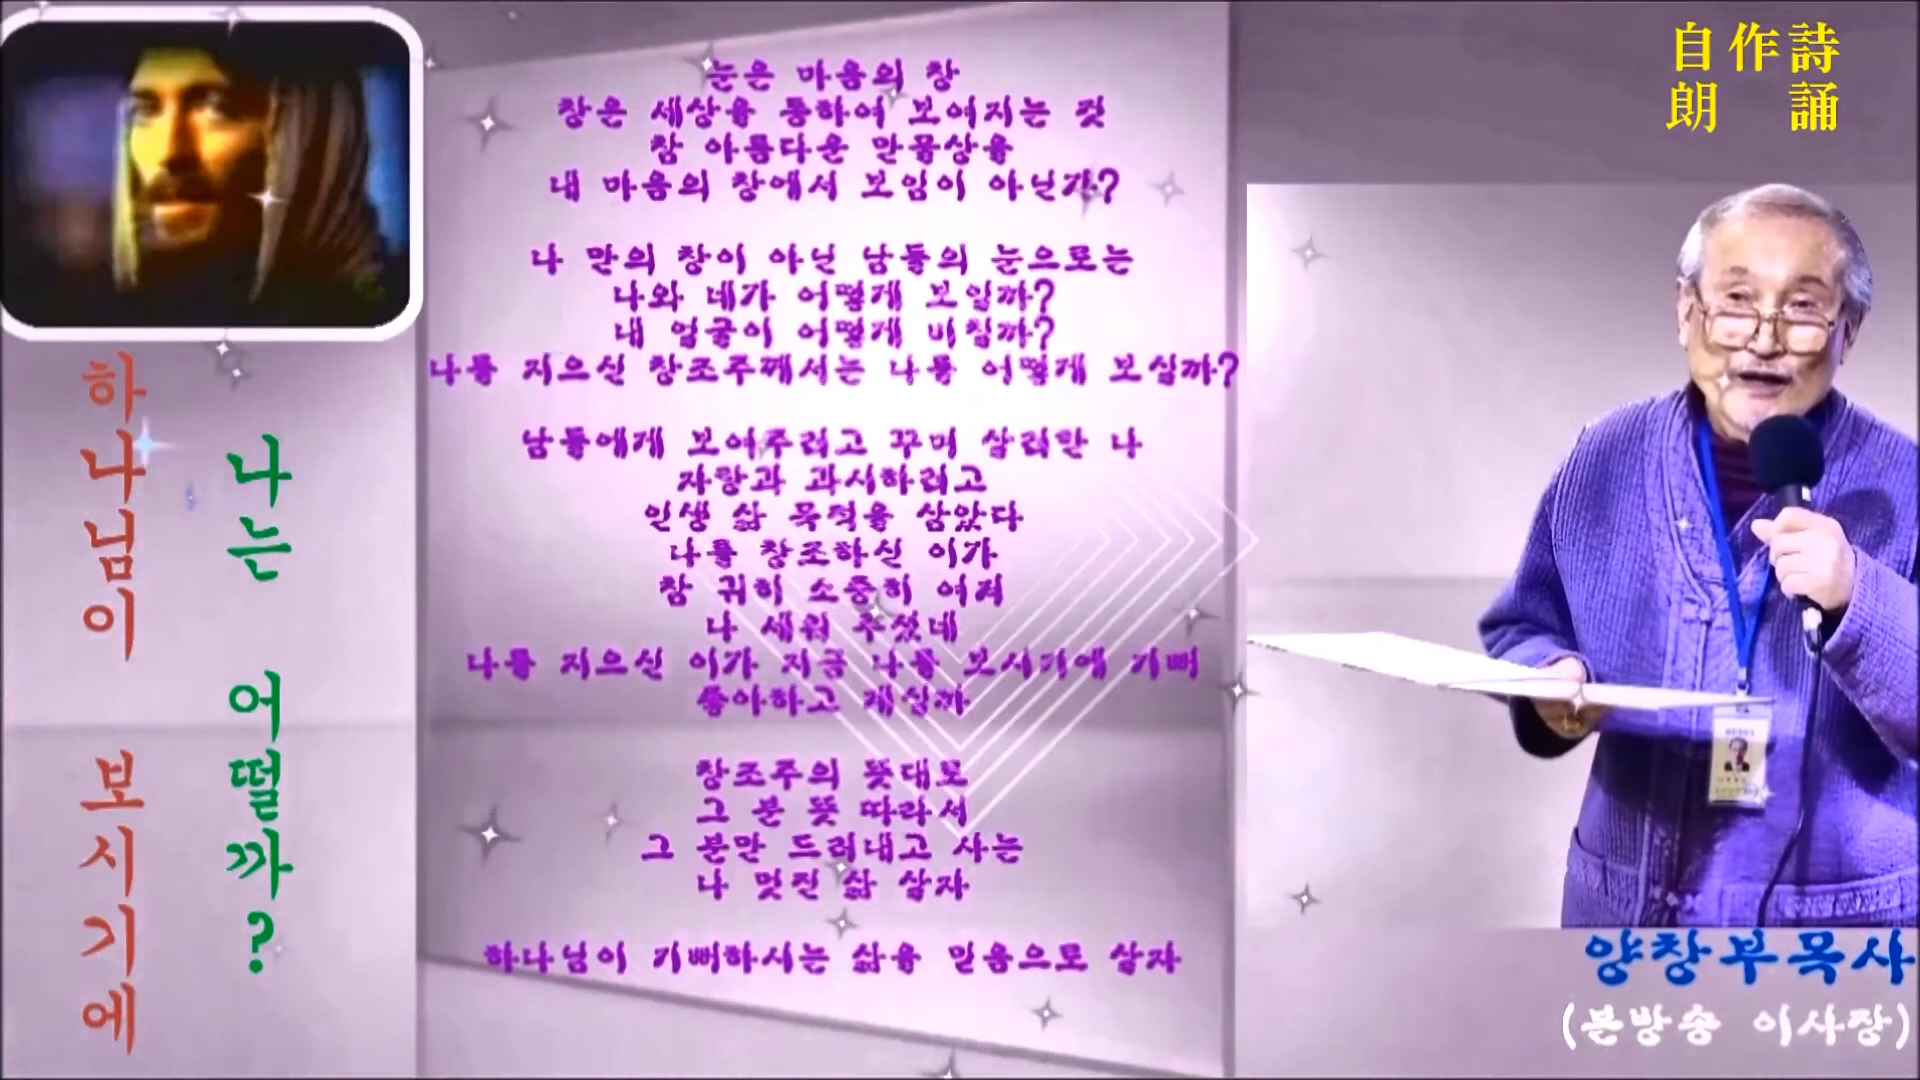 自作詩
朗誦
하나님이 보시기에
나는 어떨까?
눈은 마음의 창
창은 세상을 통하여 보여지는 것
참 아름다운 만물상을
내 마음의 창에서 보임이 아닌가?
나 만의 창이 아닌 남들의 눈으로는
나와 네가 어떻게 보일까?
내 얼굴이 어떻게 비칠까?
나를 지으신 창조주께서는 나를 어떻게 보실까?
남들에게 보여주려고 꾸며 살려만 나
자랑과 과시하려고
인생 삶 목적을 삼았다
나를 창조하신 이가
참 귀히 소중히 여겨
나 세워 주셨네
나를 지으신 이가 지금 나를 보시기에 기뻐
좋아하고 계실까
창조주의 뜻대로
그 분 뜻 따라서
그 분만 드러내고 사는
나 멋진 삶 살자
하나님이 기뻐하시는 삶을 믿음으로 살자
양창부목사
(본방송 이사장)